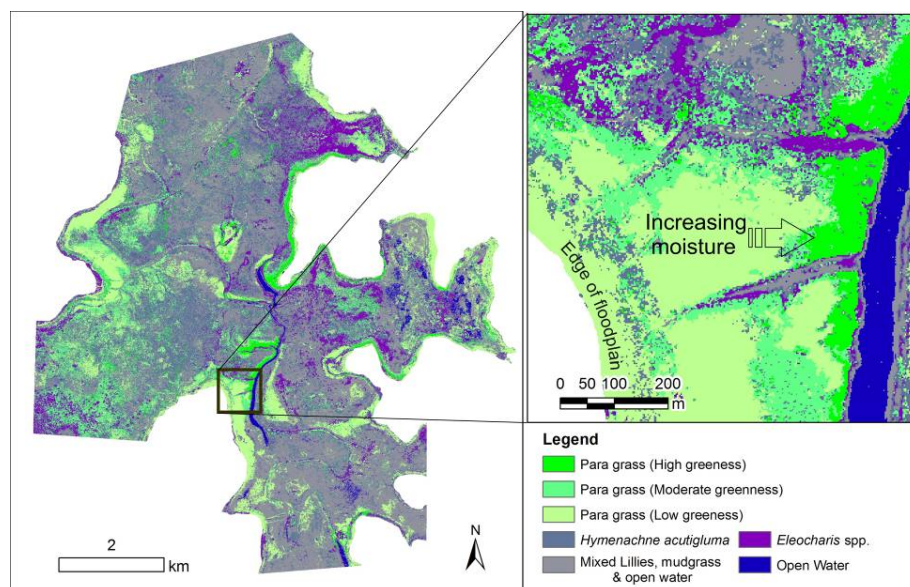 Increasing
moisture
Edge of floodplan
0 50 100 200
m
2
km
N
Legend
Para grass (High greeness)
Para grass (Moderate greenness)
Para grass (Low greeness)
Hymenachne acutigluma
Eleocharis spp.
Mixed Lillies, mudgrass
& open water
Open Water